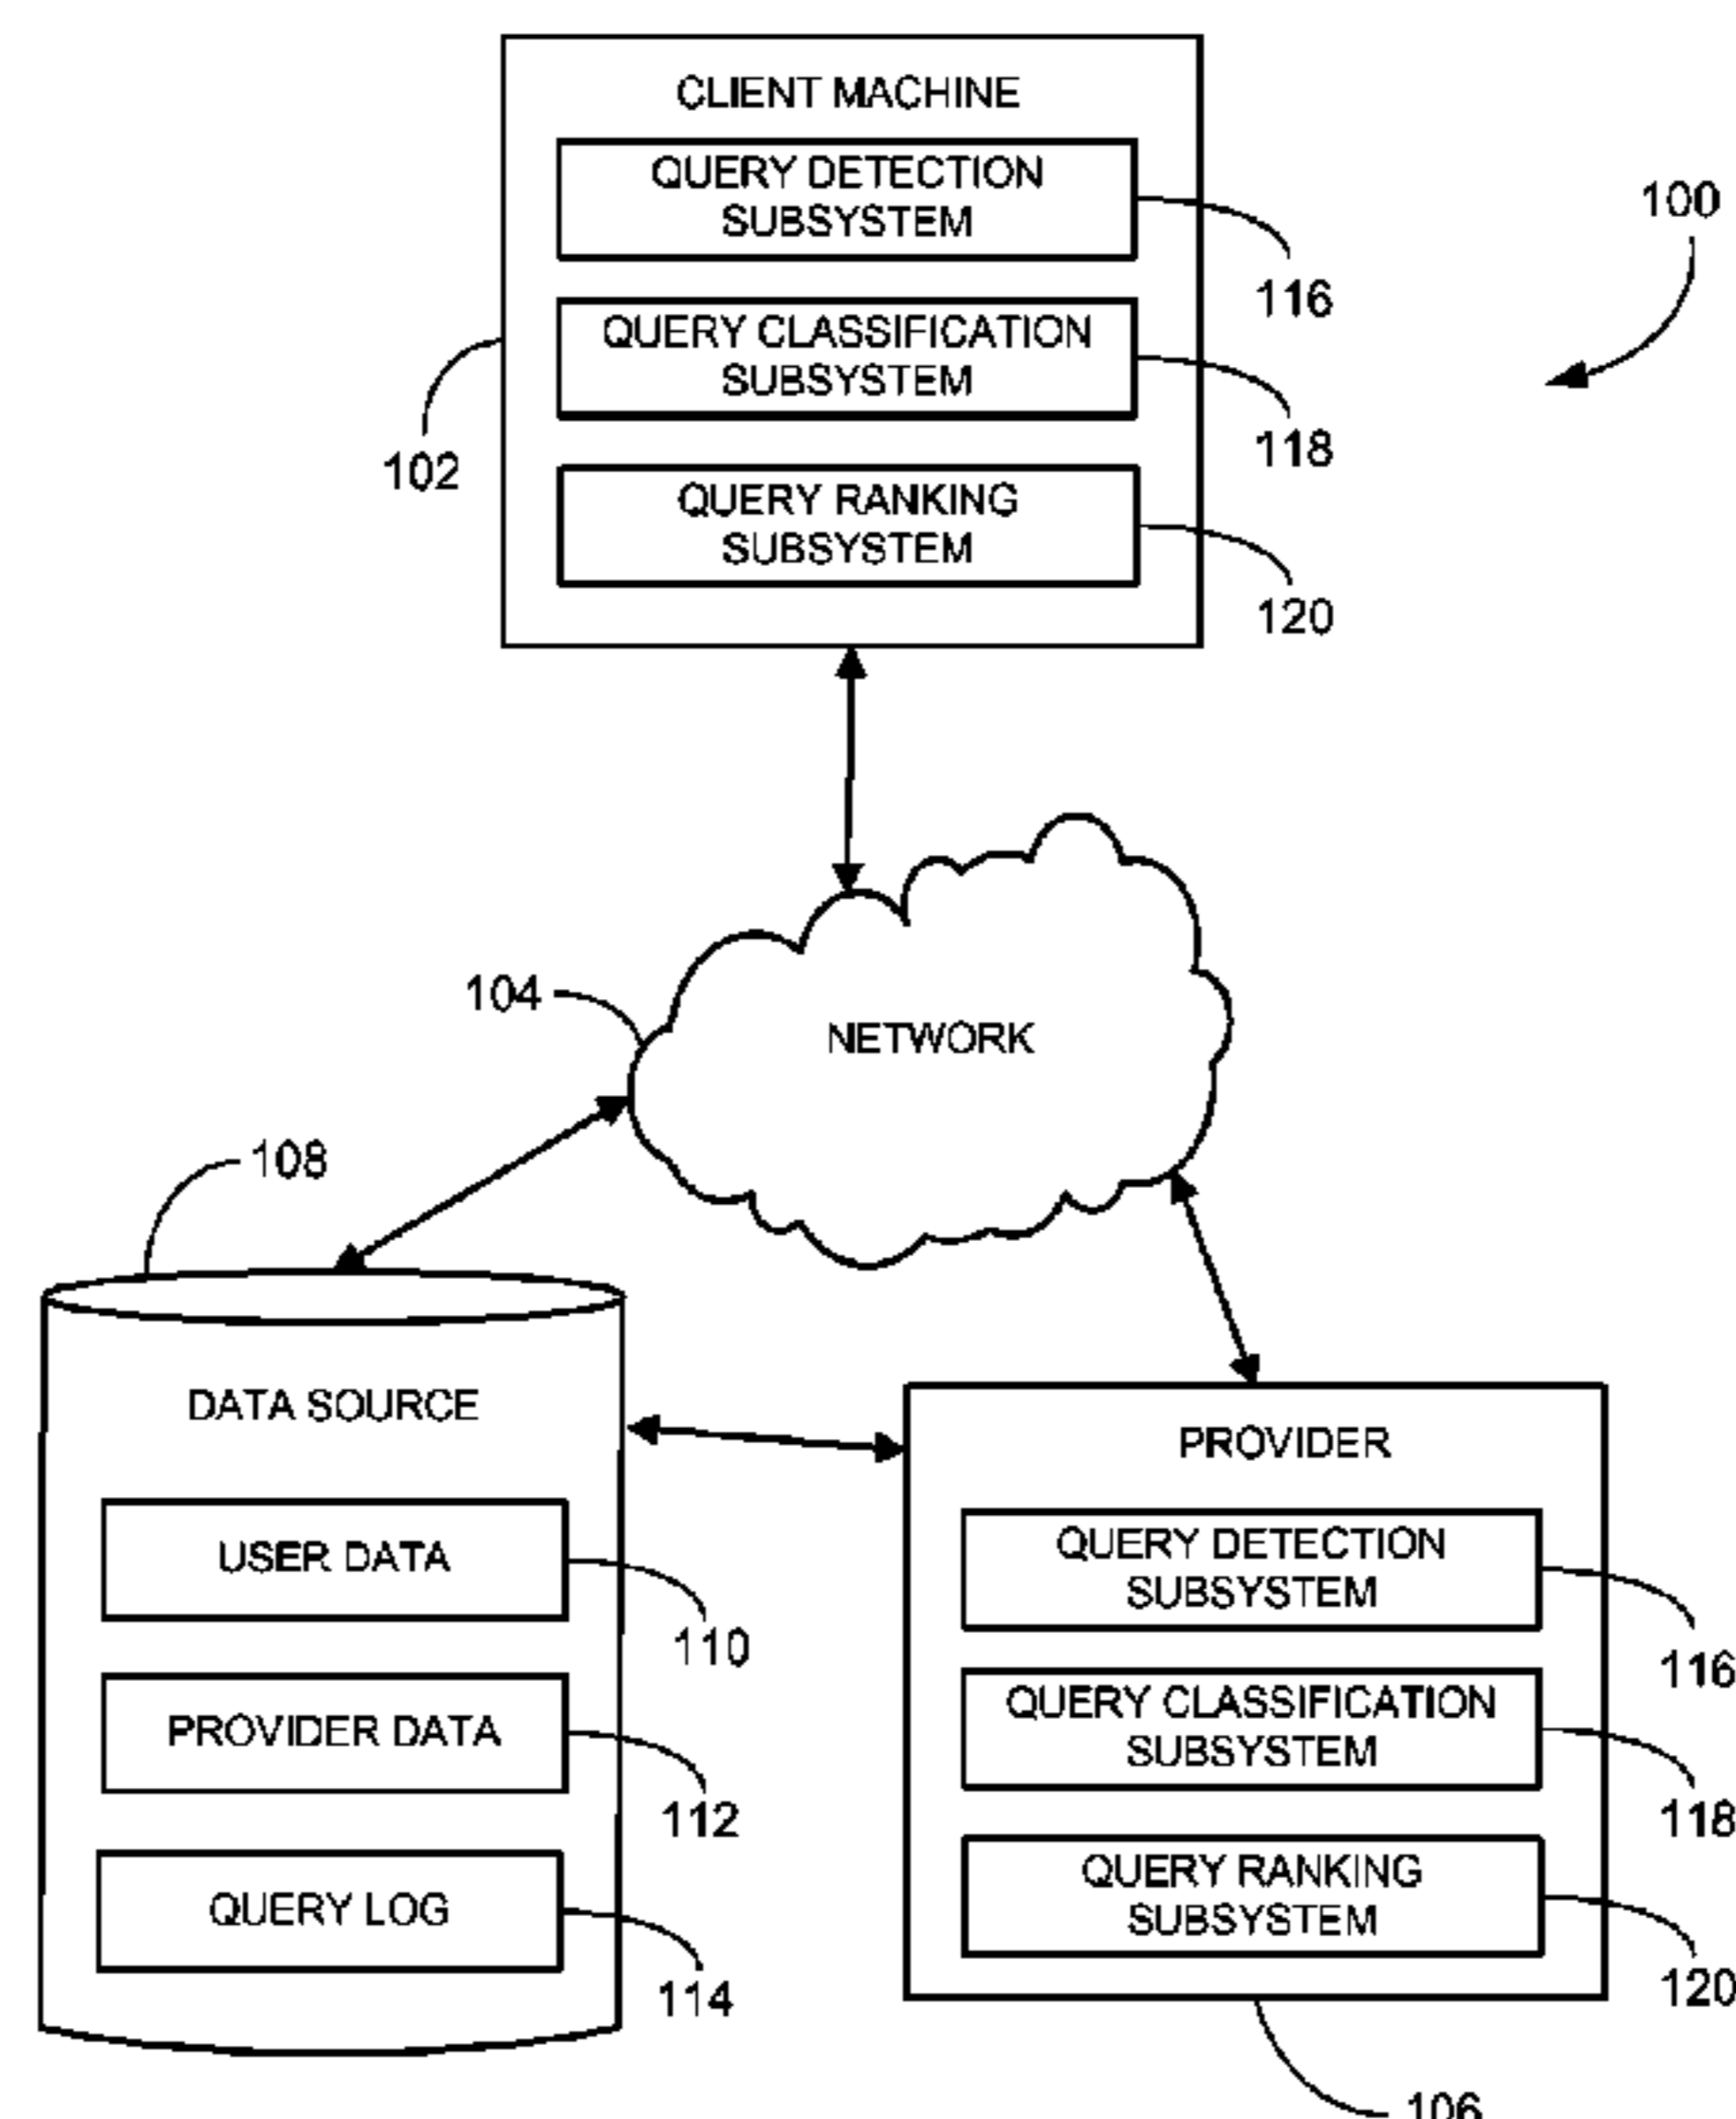 CLIENT MACHINE
QUERY DETECTION
SUBSYSTEM
116
QUERY CLASSIFICATION
SUBSYSTEM
118
QUERY RANKING
SUBSYSTEM
120
102
100
104
NETWORK
108
DATA SOURCE
USER DATA
110
PROVIDER DATA
112
QUERY LOG
114
PROVIDER
QUERY DETECTION
SUBSYSTEM
116
QUERY CLASSIFICATION
SUBSYSTEM
118
QUERY RANKING
SUBSYSTEM
120
106